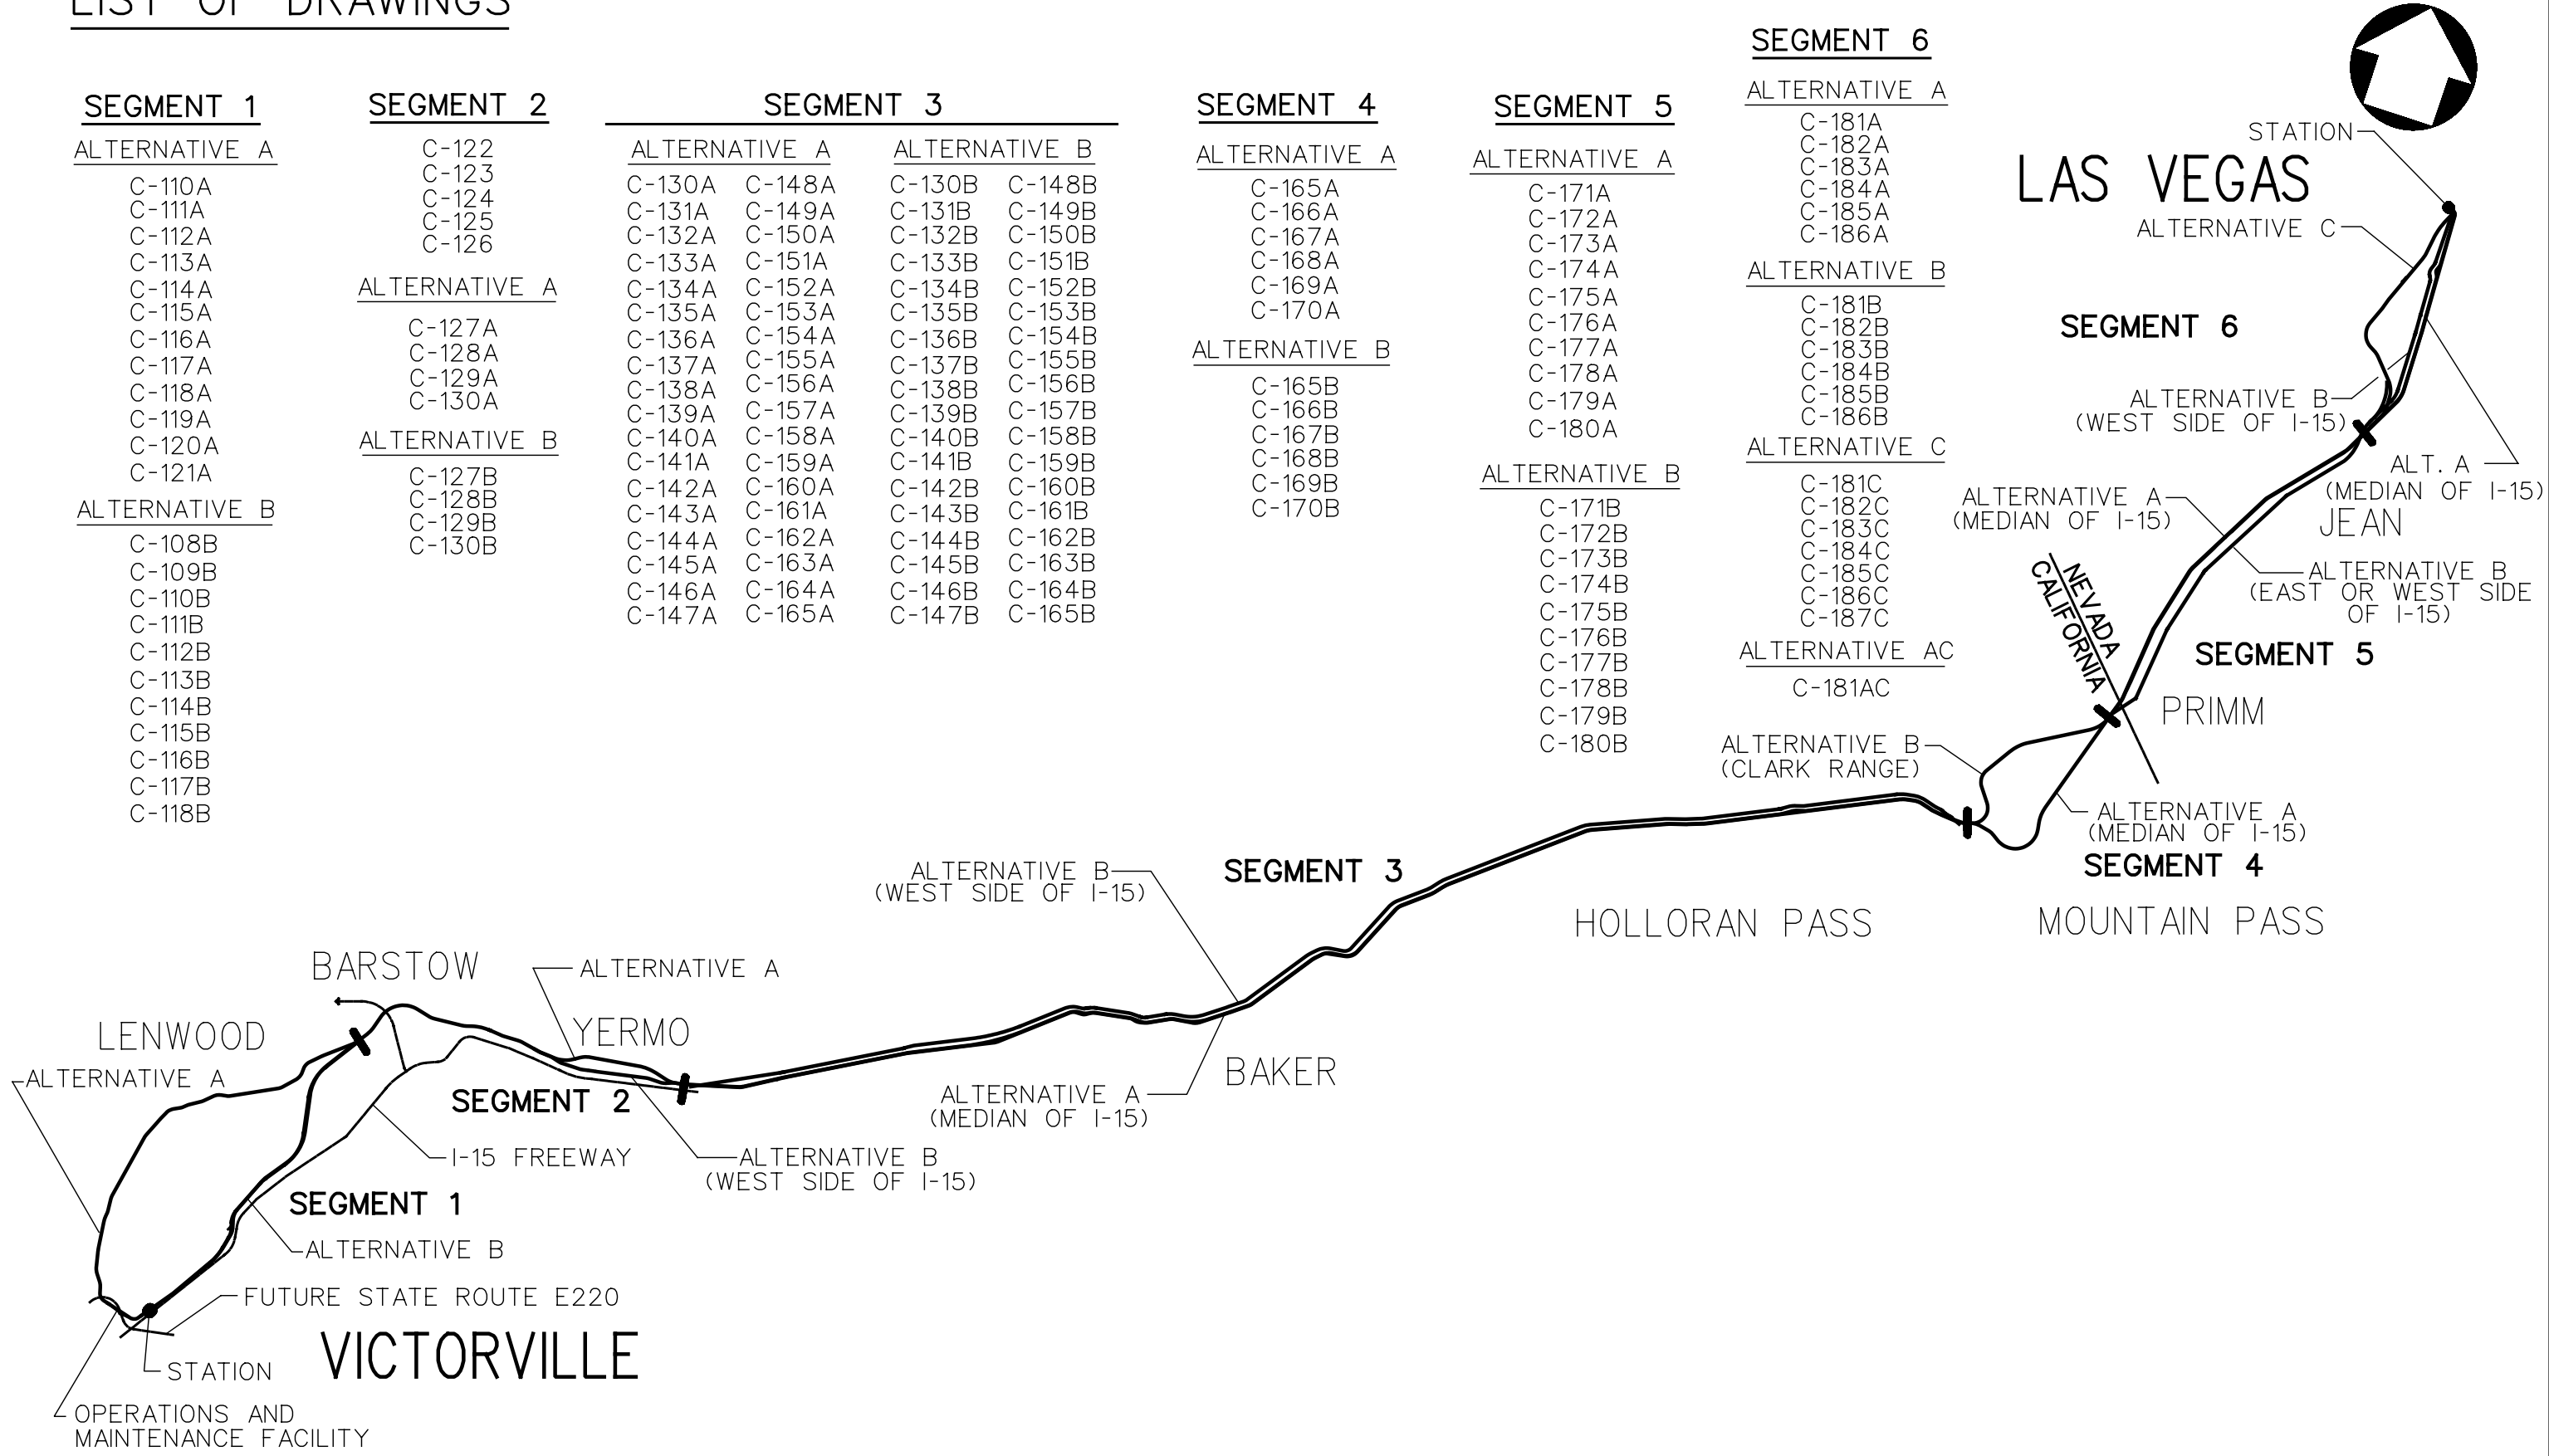 LIST OF DRAWINGS
SEGMENT 1
ALTERNATIVE A
C-110A
C-111A
C-112A
C-113A
C-114A
C-115A
C-116A
C-117A
C-118A
C-119A
C-120A
C-121A
ALTERNATIVE B
C-108B
C-109B
C-110B
C-111B
C-112B
C-113B
C-114B
C-115B
C-116B
C-117B
C-118B
SEGMENT 2
C-122
C-123
C-124
C-125
C-126
ALTERNATIVE A
C-127A
C-128A
C-129A
C-130A
ALTERNATIVE B
C-127B
C-128B
C-129B
C-130B
SEGMENT 3
ALTERNATIVE A
C-130A C-148A
C-131A C-149A
C-132A C-150A
C-133A C-151A
C-134A C-152A
C-135A C-153A
C-136A C-154A
C-137A C-155A
C-138A C-156A
C-139A C-157A
C-140A C-158A
C-141A C-159A
C-142A C-160A
C-143A C-161A
C-144A C-162A
C-145A C-163A
C-146A C-164A
C-147A C-165A
ALTERNATIVE B
C-130B C-148B
C-131B C-149B
C-132B C-150B
C-133B C-151B
C-134B C-152B
C-135B C-153B
C-136B C-154B
C-137B C-155B
C-138B C-156B
C-139B C-157B
C-140B C-158B
C-141B C-159B
C-142B C-160B
C-143B C-161B
C-144B C-162B
C-145B C-163B
C-146B C-164B
C-147B C-165B
SEGMENT 4
ALTERNATIVE A
C-165A
C-166A
C-167A
C-168A
C-169A
C-170A
ALTERNATIVE B
C-165B
C-166B
C-167B
C-168B
C-169B
C-170B
SEGMENT 5
ALTERNATIVE A
C-171A
C-172A
C-173A
C-174A
C-175A
C-176A
C-177A
C-178A
C-179A
C-180A
ALTERNATIVE B
C-171B
C-172B
C-173B
C-174B
C-175B
C-176B
C-177B
C-178B
C-179B
C-180B
SEGMENT 6
ALTERNATIVE A
C-181A
C-182A
C-183A
C-184A
C-185A
C-186A
ALTERNATIVE B
C-181B
C-182B
C-183B
C-184B
C-185B
C-186B
ALTERNATIVE C
C-181C
C-182C
C-183C
C-184C
C-185C
C-186C
C-187C
ALTERNATIVE AC
C-181AC
STATION
LAS VEGAS
ALTERNATIVE C
SEGMENT 6
ALTERNATIVE B
(WEST SIDE OF I-15)
ALT. A
(MEDIAN OF I-15)
ALTERNATIVE A
(MEDIAN OF I-15)
JEAN
ALTERNATIVE B
(EAST OR WEST SIDE
OF I-15)
NEVADA
CALIFORNIA
SEGMENT 5
PRIMM
ALTERNATIVE B
(CLARK RANGE)
ALTERNATIVE A
(MEDIAN OF I-15)
SEGMENT 4
MOUNTAIN PASS
HOLLORAN PASS
SEGMENT 3
ALTERNATIVE B
(WEST SIDE OF I-15)
BAKER
ALTERNATIVE A
(MEDIAN OF I-15)
BARSTOW
ALTERNATIVE A
YERMO
LENWOOD
ALTERNATIVE A
SEGMENT 2
ALTERNATIVE B
(WEST SIDE OF I-15)
I-15 FREEWAY
SEGMENT 1
ALTERNATIVE B
FUTURE STATE ROUTE E220
VICTORVILLE
STATION
OPERATIONS AND
MAINTENANCE FACILITY